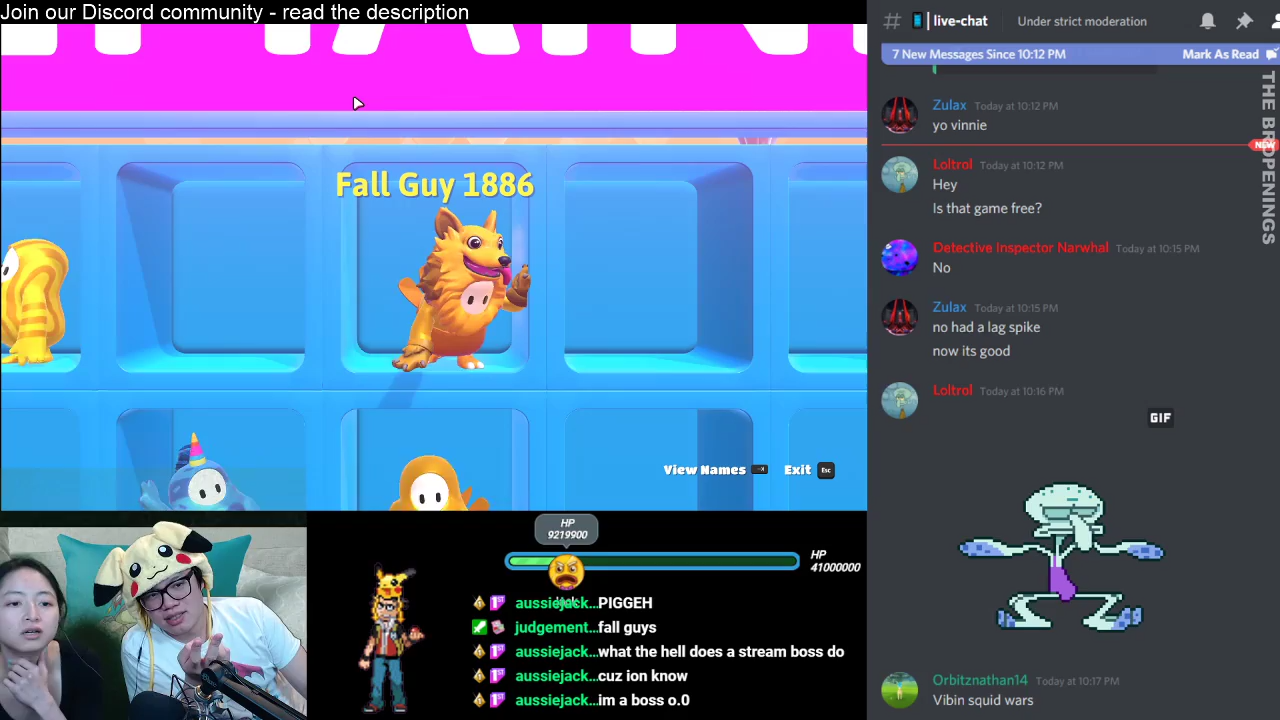 Join our Discord community - read the description
Fall Guy 1886
View Names
Exit Esc
HP
9219900
HP
41000000
aussiejack...PIGGEH
judgement...fall guys
aussiejack...what the hell does a stream boss do
aussiejack...cuz ion know
aussiejack...im a boss o.0
# | live-chat Under strict moderation
7 New Messages Since 10:12 PM Mark As Read
Zulax Today at 10:12 PM
yo vinnie
NEW
Loltrol Today at 10:12 PM
Hey
Is that game free?
Detective Inspector Narwhal Today at 10:15 PM
No
Zulax Today at 10:15 PM
no had a lag spike
now its good
Loltrol Today at 10:16 PM
GIF
Orbitznathan14 Today at 10:17 PM
Vibin squid wars
THE BROPENINGS